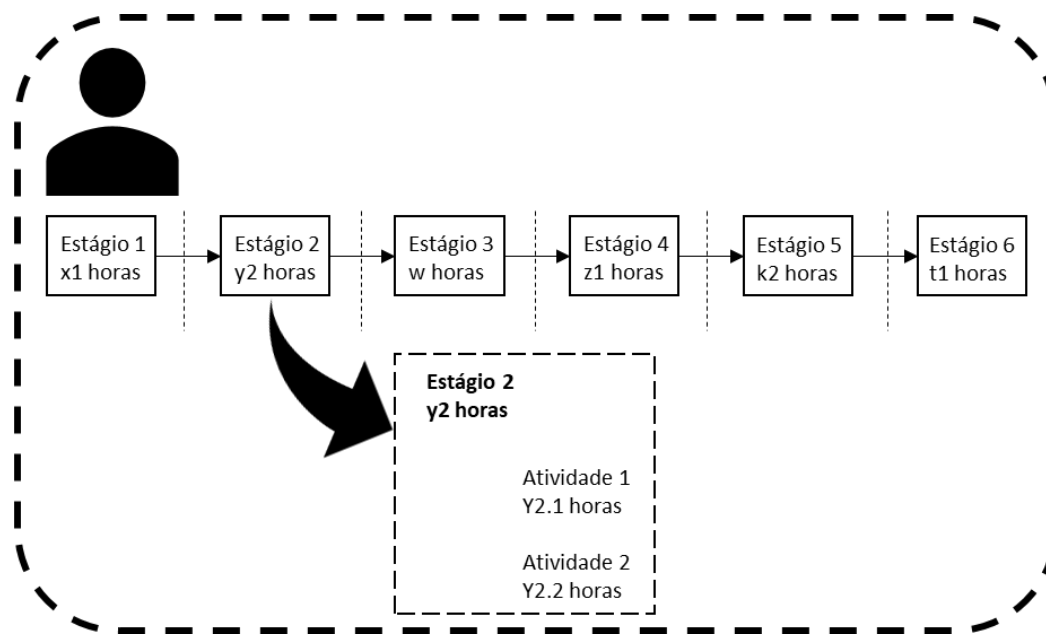 Estágio 1
x1 horas
Estágio 2
y2 horas
Estágio 3
w horas
Estágio 4
z1 horas
Estágio 5
k2 horas
Estágio 6
t1 horas
Estágio 2
y2 horas
Atividade 1
Y2.1 horas
Atividade 2
Y2.2 horas